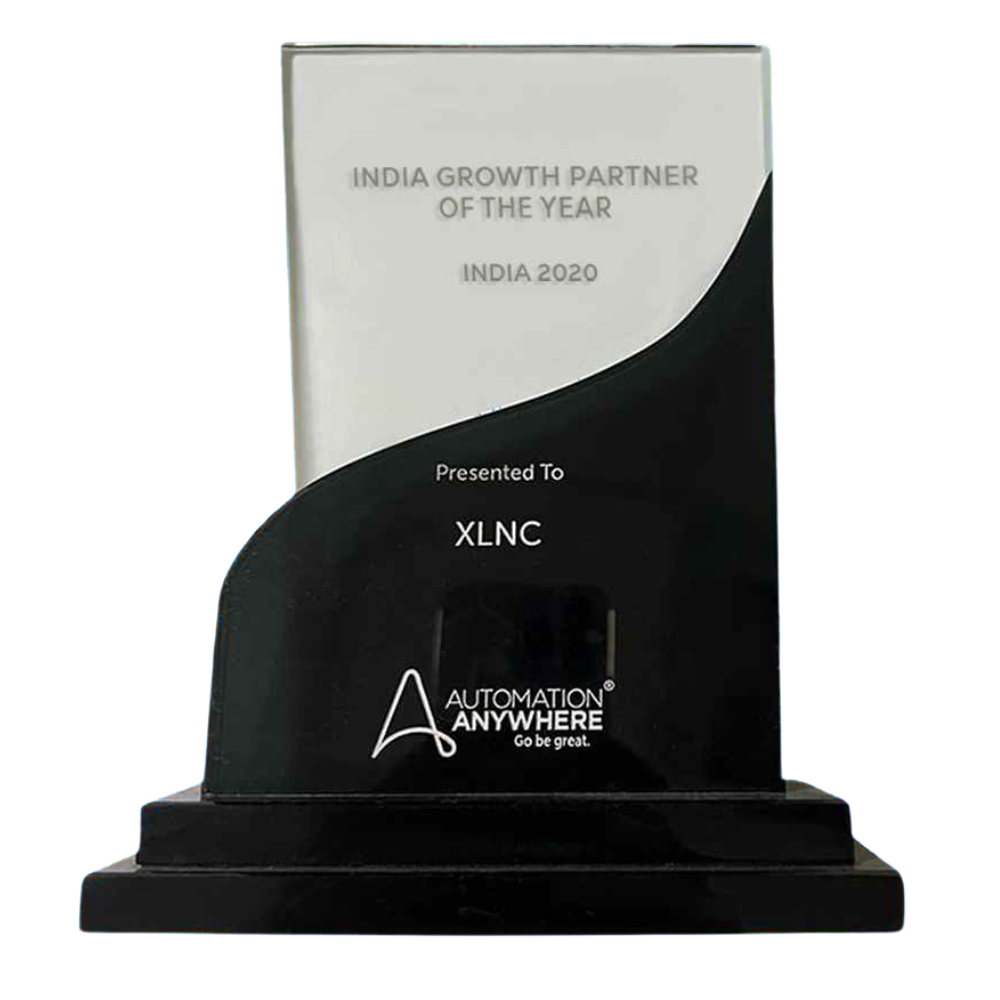 INDIA GROWTH PARTNER
OF THE YEAR
INDIA 2020
Presented To
XLNC
AUTOMATION®
ANYWHERE
Go be great.